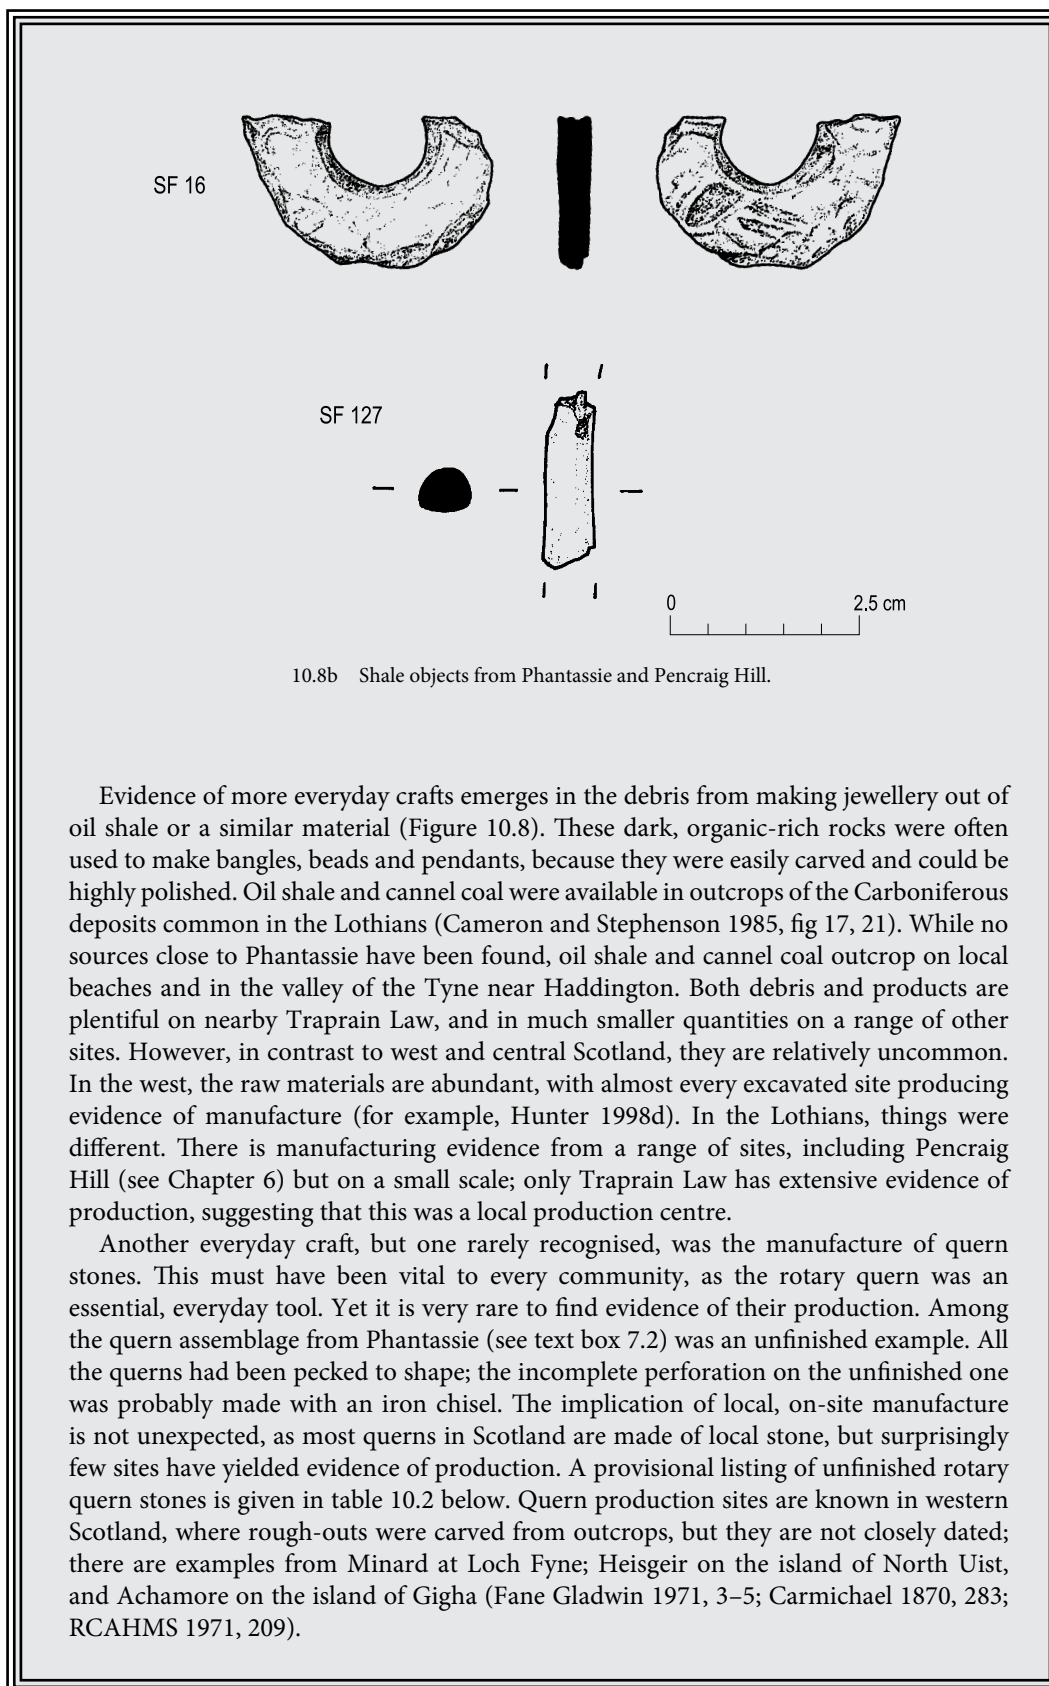 SF 16
SF 127
0 2.5 cm
10.8b Shale objects from Phantassie and Pencraig Hill.
Evidence of more everyday crafts emerges in the debris from making jewellery out of
oil shale or a similar material (Figure 10.8). These dark, organic-rich rocks were often
used to make bangles, beads and pendants, because they were easily carved and could be
highly polished. Oil shale and cannel coal were available in outcrops of the Carboniferous
deposits common in the Lothians (Cameron and Stephenson 1985, fig 17, 21). While no
sources close to Phantassie have been found, oil shale and cannel coal outcrop on local
beaches and in the valley of the Tyne near Haddington. Both debris and products are
plentiful on nearby Traprain Law, and in much smaller quantities on a range of other
sites. However, in contrast to west and central Scotland, they are relatively uncommon.
In the west, the raw materials are abundant, with almost every excavated site producing
evidence of manufacture (for example, Hunter 1998d). In the Lothians, things were
different. There is manufacturing evidence from a range of sites, including Pencraig
Hill (see Chapter 6) but on a small scale; only Traprain Law has extensive evidence of
production, suggesting that this was a local production centre.
Another everyday craft, but one rarely recognised, was the manufacture of quern
stones. This must have been vital to every community, as the rotary quern was an
essential, everyday tool. Yet it is very rare to find evidence of their production. Among
the quern assemblage from Phantassie (see text box 7.2) was an unfinished example. All
the querns had been pecked to shape; the incomplete perforation on the unfinished one
was probably made with an iron chisel. The implication of local, on-site manufacture
is not unexpected, as most querns in Scotland are made of local stone, but surprisingly
few sites have yielded evidence of production. A provisional listing of unfinished rotary
quern stones is given in table 10.2 below. Quern production sites are known in western
Scotland, where rough-outs were carved from outcrops, but they are not closely dated;
there are examples from Minard at Loch Fyne; Heisgeir on the island of North Uist,
and Achamore on the island of Gigha (Fane Gladwin 1971, 3–5; Carmichael 1870, 283;
RCAHMS 1971, 209).